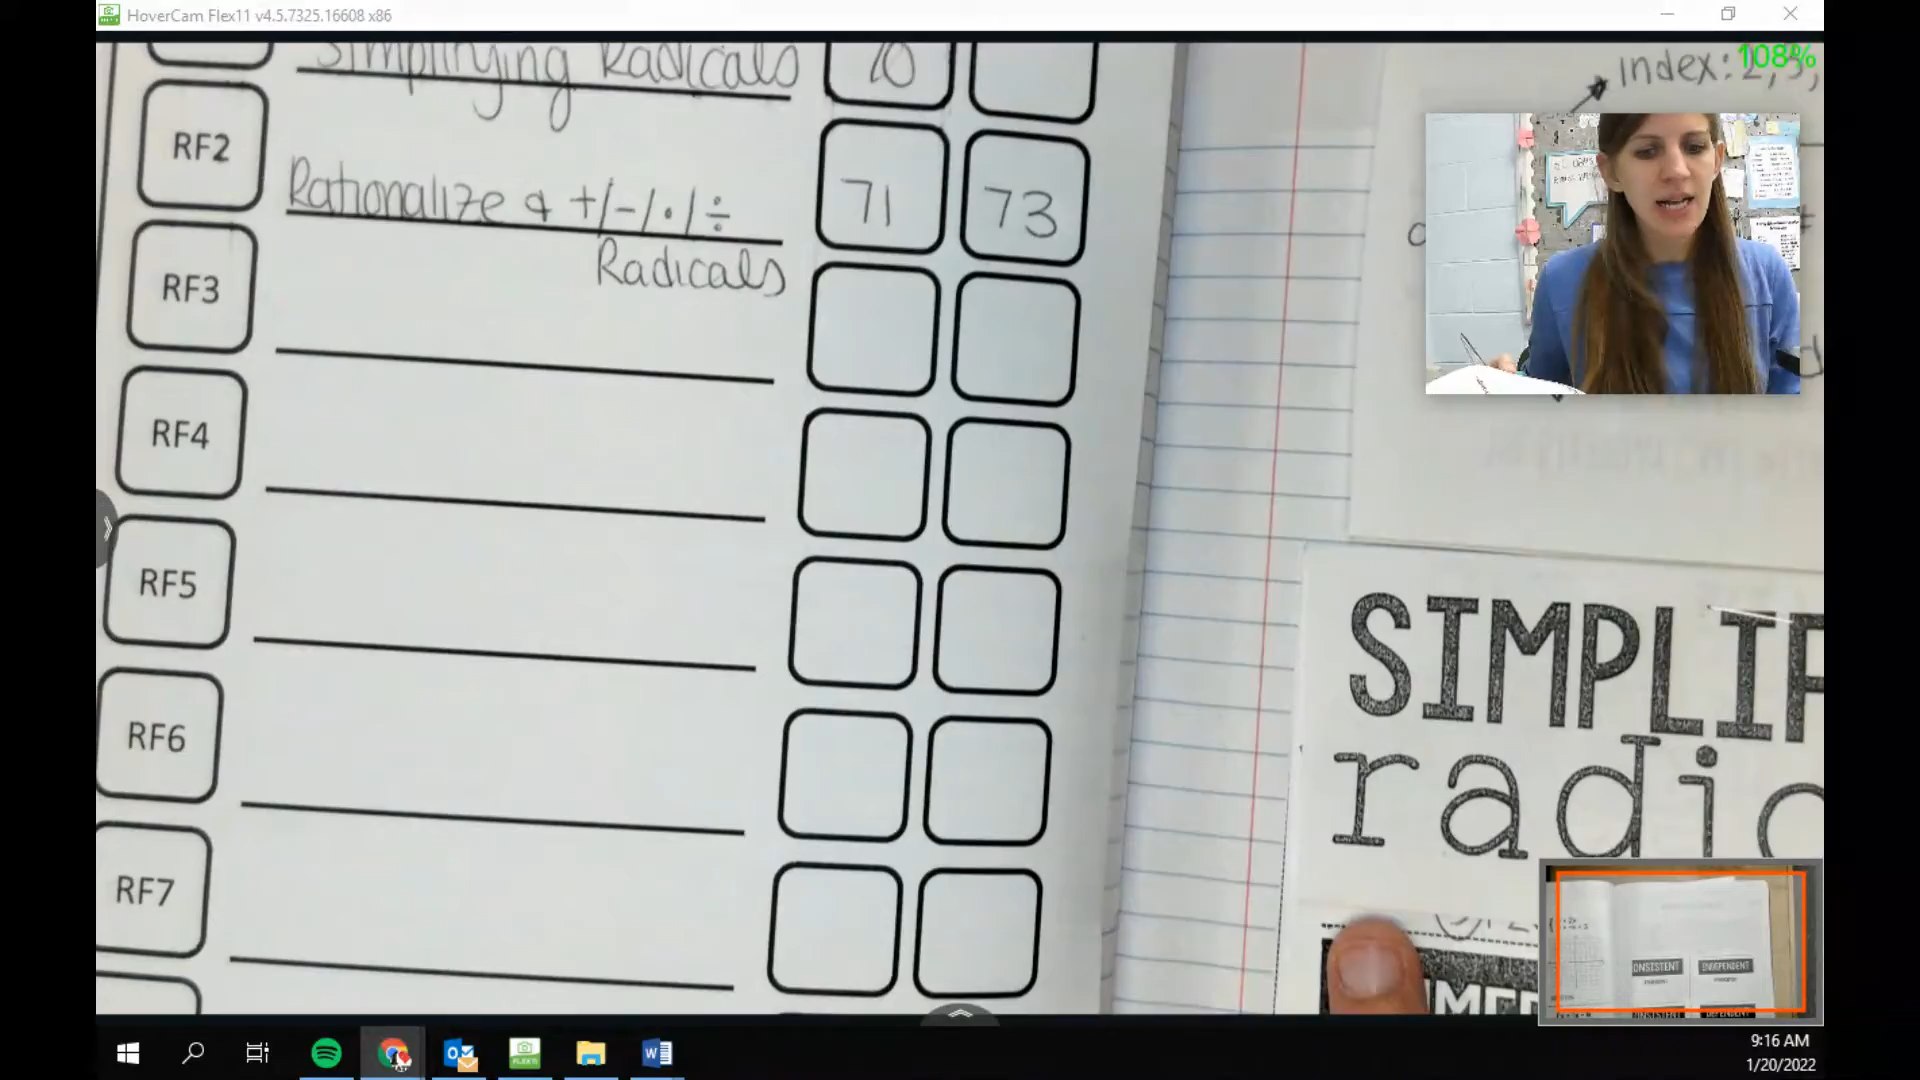 HoverCam Flex11 v4.5.7325.16608 x86
108%
Simplifying Radicals 70
Index: 2, 3,
RF2 Rationalize & +/-/·/÷ 71 73
Radicals
RF3
RF4
RF5
RF6
RF7
SIMPLIF
radic
ONSISTENT INDEPENDENT
9:16 AM
1/20/2022